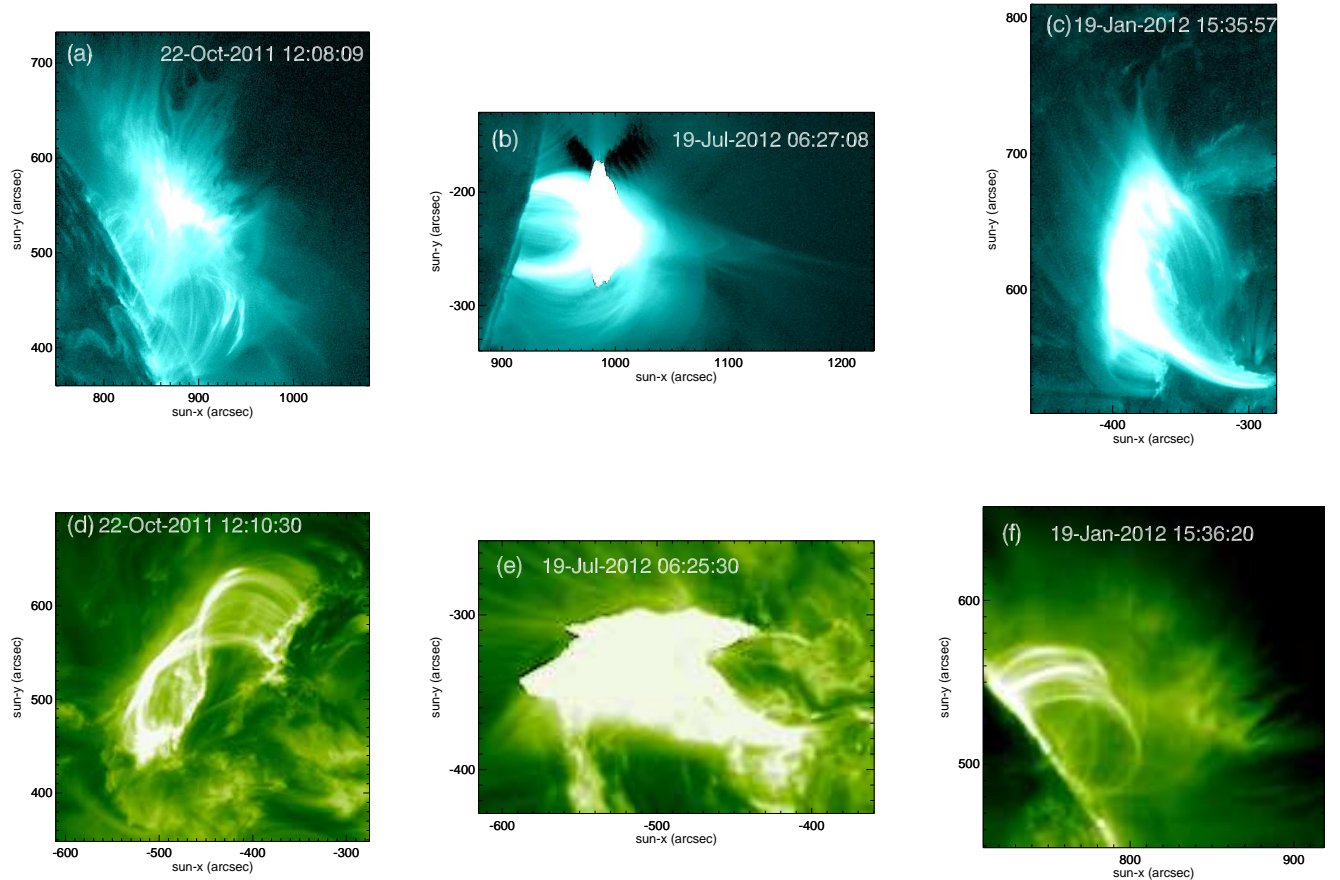 (a) 22-Oct-2011 12:08:09
700
600
500
400
800 900 1000
sun-x (arcsec)
sun-y (arcsec)
(b) 19-Jul-2012 06:27:08
-200
-300
900 1000 1100 1200
sun-x (arcsec)
sun-y (arcsec)
(c) 19-Jan-2012 15:35:57
800
700
600
-400 -300
sun-x (arcsec)
sun-y (arcsec)
(d) 22-Oct-2011 12:10:30
600
500
400
-600 -500 -400 -300
sun-x (arcsec)
sun-y (arcsec)
(e) 19-Jul-2012 06:25:30
-300
-400
-600 -500 -400
sun-x (arcsec)
sun-y (arcsec)
(f) 19-Jan-2012 15:36:20
600
500
800 900
sun-x (arcsec)
sun-y (arcsec)